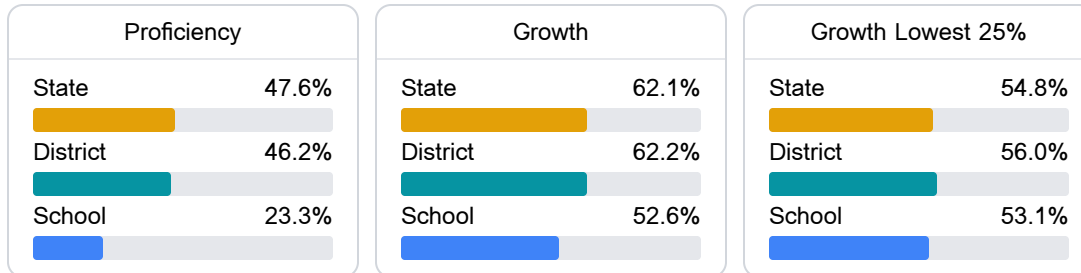 Proficiency
State 47.6%
District 46.2%
School 23.3%
Growth
State 62.1%
District 62.2%
School 52.6%
Growth Lowest 25%
State 54.8%
District 56.0%
School 53.1%